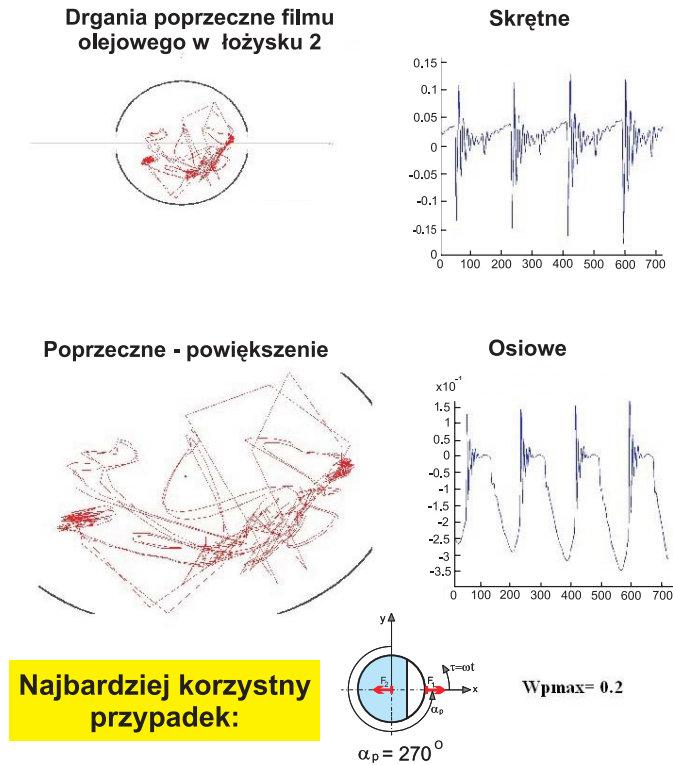 Drgania poprzeczne filmu
olejowego w łożysku 2
Skrętne
0.15
0.1
0.05
0
-0.05
-0.1
-0.15
0
0 100 200 300 400 500 600 700
Poprzeczne - powiększenie
Osiowe
1.5
1
0.5
0
-0.5
-1
-1.5
-2
-2.5
-3
-3.5
0 100 200 300 400 500 600 700
Najbardziej korzystny
przypadek:
y
τ=ωt
F₂
F₁
x
αp
αp = 270°
Wpmax= 0.2